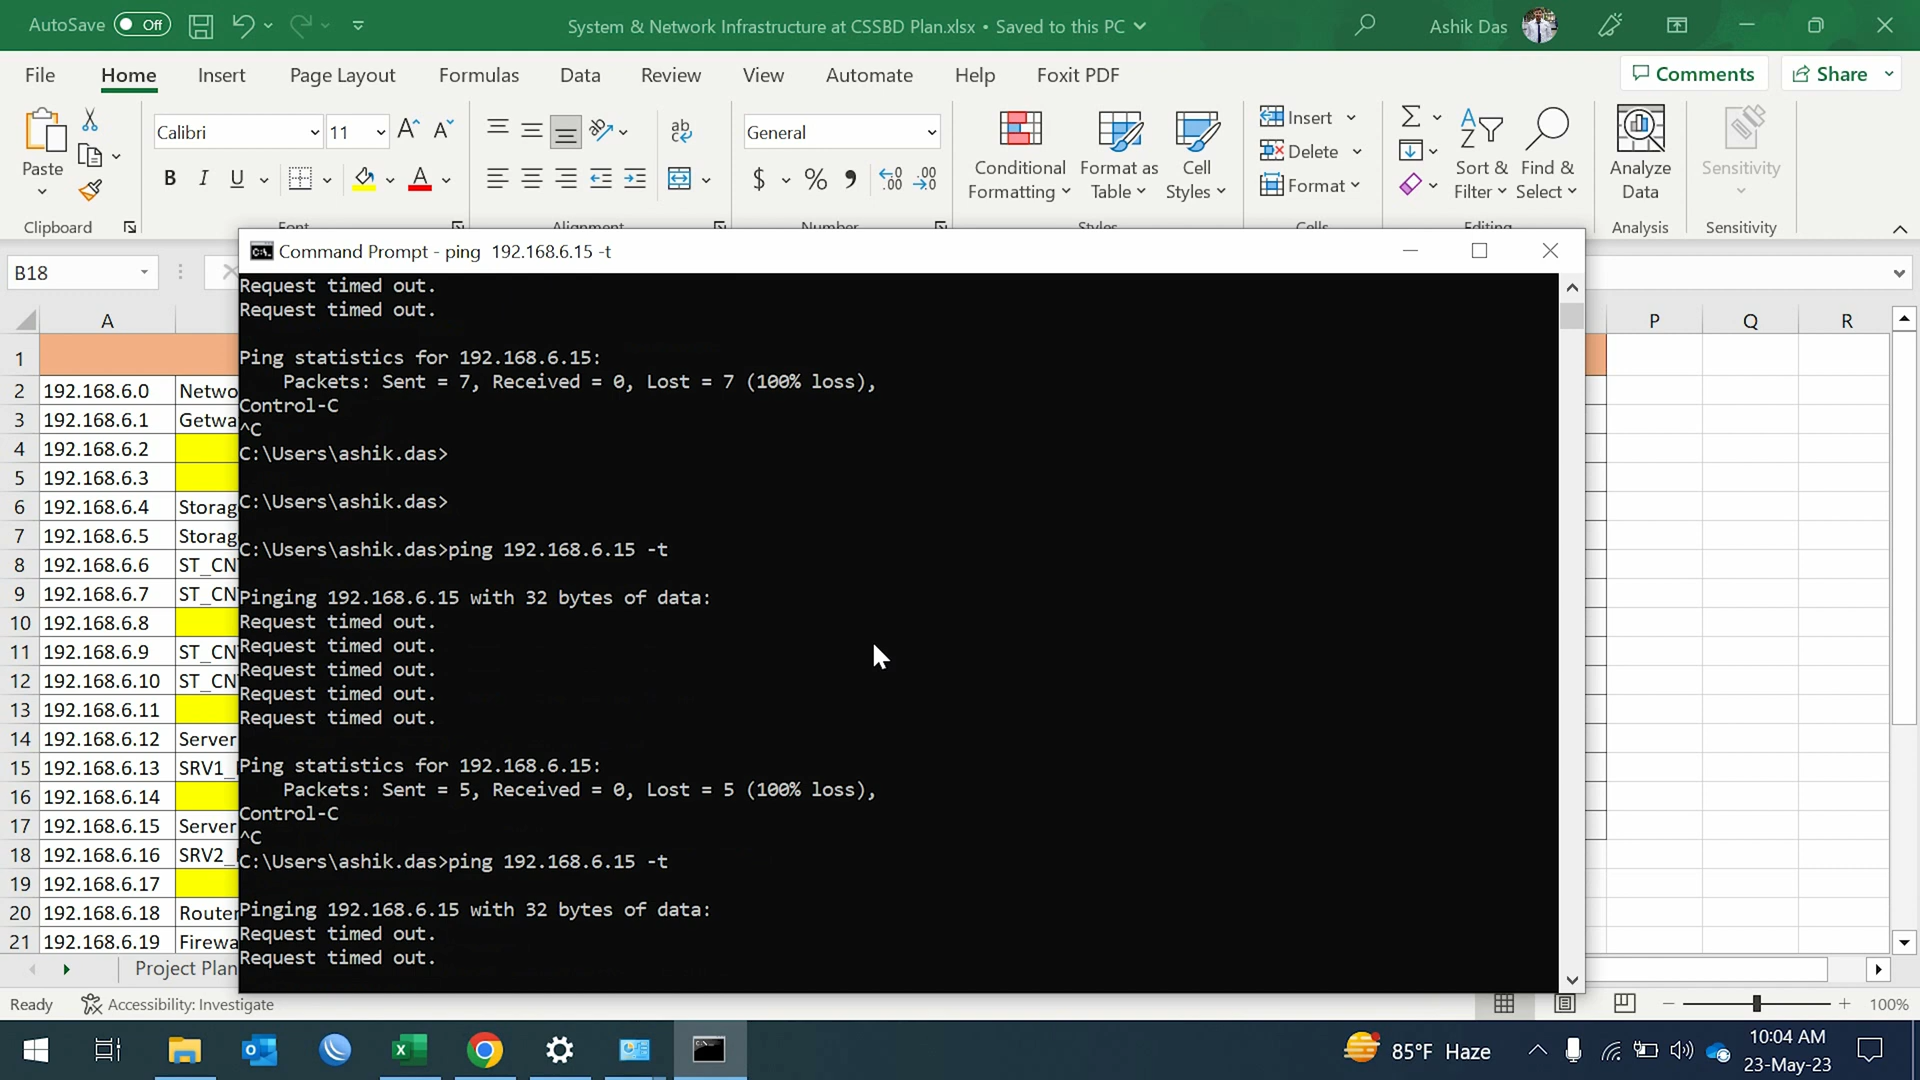 AutoSave Off
System & Network Infrastructure at CSSBD Plan.xlsx • Saved to this PC
Ashik Das
File Home Insert Page Layout Formulas Data Review View Automate Help Foxit PDF
Comments Share
Paste
Clipboard
Calibri 11
B I U A
Font
ab
Alignment
General
$ %
Number
Conditional Formatting
Format as Table
Cell Styles
Styles
Insert
Delete
Format
Cells
Sort & Filter
Find & Select
Editing
Analyze Data
Analysis
Sensitivity
Sensitivity
B18
A P Q R
1
2 192.168.6.0 Netwo
3 192.168.6.1 Getwa
4 192.168.6.2
5 192.168.6.3
6 192.168.6.4 Storag
7 192.168.6.5 Storag
8 192.168.6.6 ST_CN
9 192.168.6.7 ST_CN
10 192.168.6.8
11 192.168.6.9 ST_CN
12 192.168.6.10 ST_CN
13 192.168.6.11
14 192.168.6.12 Server
15 192.168.6.13 SRV1_
16 192.168.6.14
17 192.168.6.15 Server
18 192.168.6.16 SRV2_
19 192.168.6.17
20 192.168.6.18 Router
21 192.168.6.19 Firewa
Command Prompt - ping 192.168.6.15 -t
Request timed out.
Request timed out.
Ping statistics for 192.168.6.15:
Packets: Sent = 7, Received = 0, Lost = 7 (100% loss),
Control-C
^C
C:\Users\ashik.das>
C:\Users\ashik.das>
C:\Users\ashik.das>ping 192.168.6.15 -t
Pinging 192.168.6.15 with 32 bytes of data:
Request timed out.
Request timed out.
Request timed out.
Request timed out.
Request timed out.
Ping statistics for 192.168.6.15:
Packets: Sent = 5, Received = 0, Lost = 5 (100% loss),
Control-C
^C
C:\Users\ashik.das>ping 192.168.6.15 -t
Pinging 192.168.6.15 with 32 bytes of data:
Request timed out.
Request timed out.
Project Plan
Ready Accessibility: Investigate
100%
85°F Haze
10:04 AM
23-May-23